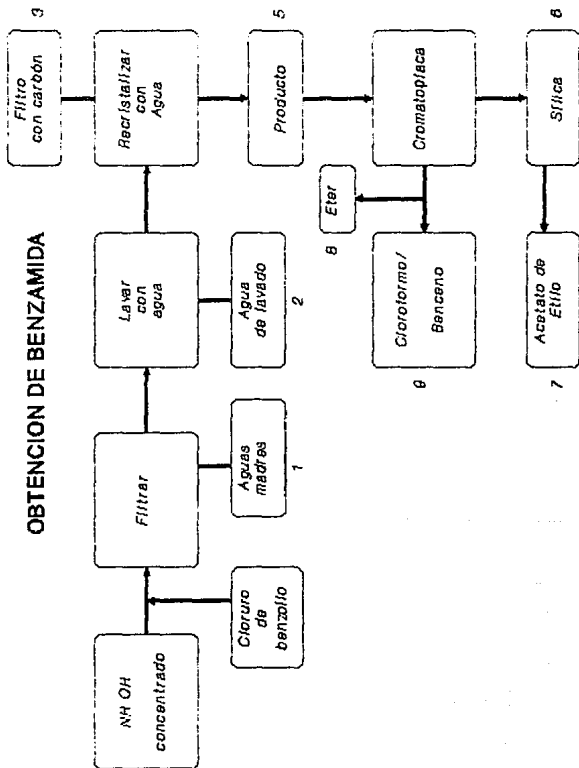 OBTENCION DE BENZAMIDA
NH OH
concentrado
Cloruro
de
benzoilo
Filtrar
Aguas
madres
1
Lavar
con
agua
Agua
de lavado
2
Filtro
con carbón
3
Recristalizar
con
Agua
Producto
5
Cromatoplaca
Eter
8
Cloroformo/
Benceno
9
Sílica
6
Acetato de
Etilo
7